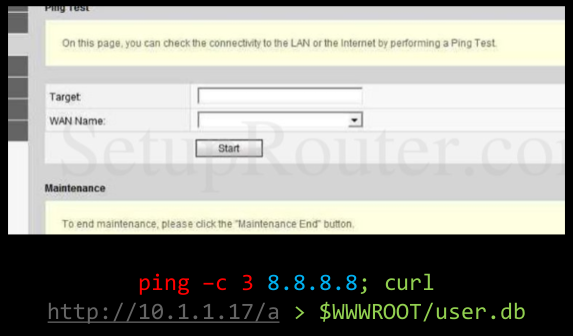 Ping Test
On this page, you can check the connectivity to the LAN or the Internet by performing a Ping Test.
Target:
WAN Name:
Start
SetupRouter.co
Maintenance
To end maintenance, please click the "Maintenance End" button.
ping –c 3 8.8.8.8; curl
http://10.1.1.17/a > $WWWROOT/user.db